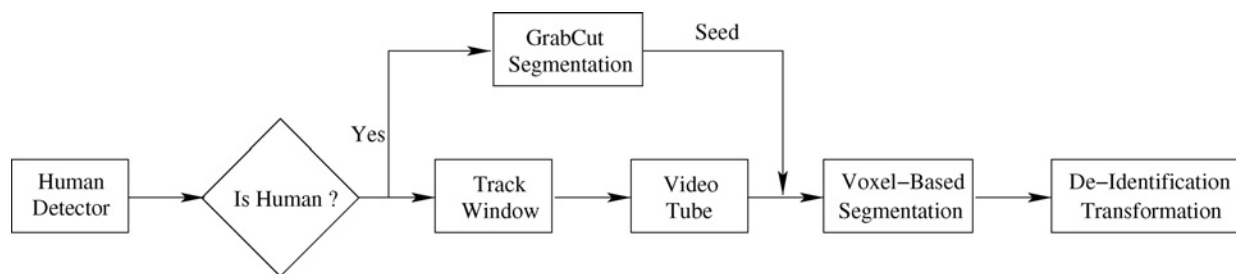 GrabCut
Segmentation
Seed
Yes
Human
Detector
Is Human ?
Track
Window
Video
Tube
Voxel−Based
Segmentation
De−Identification
Transformation